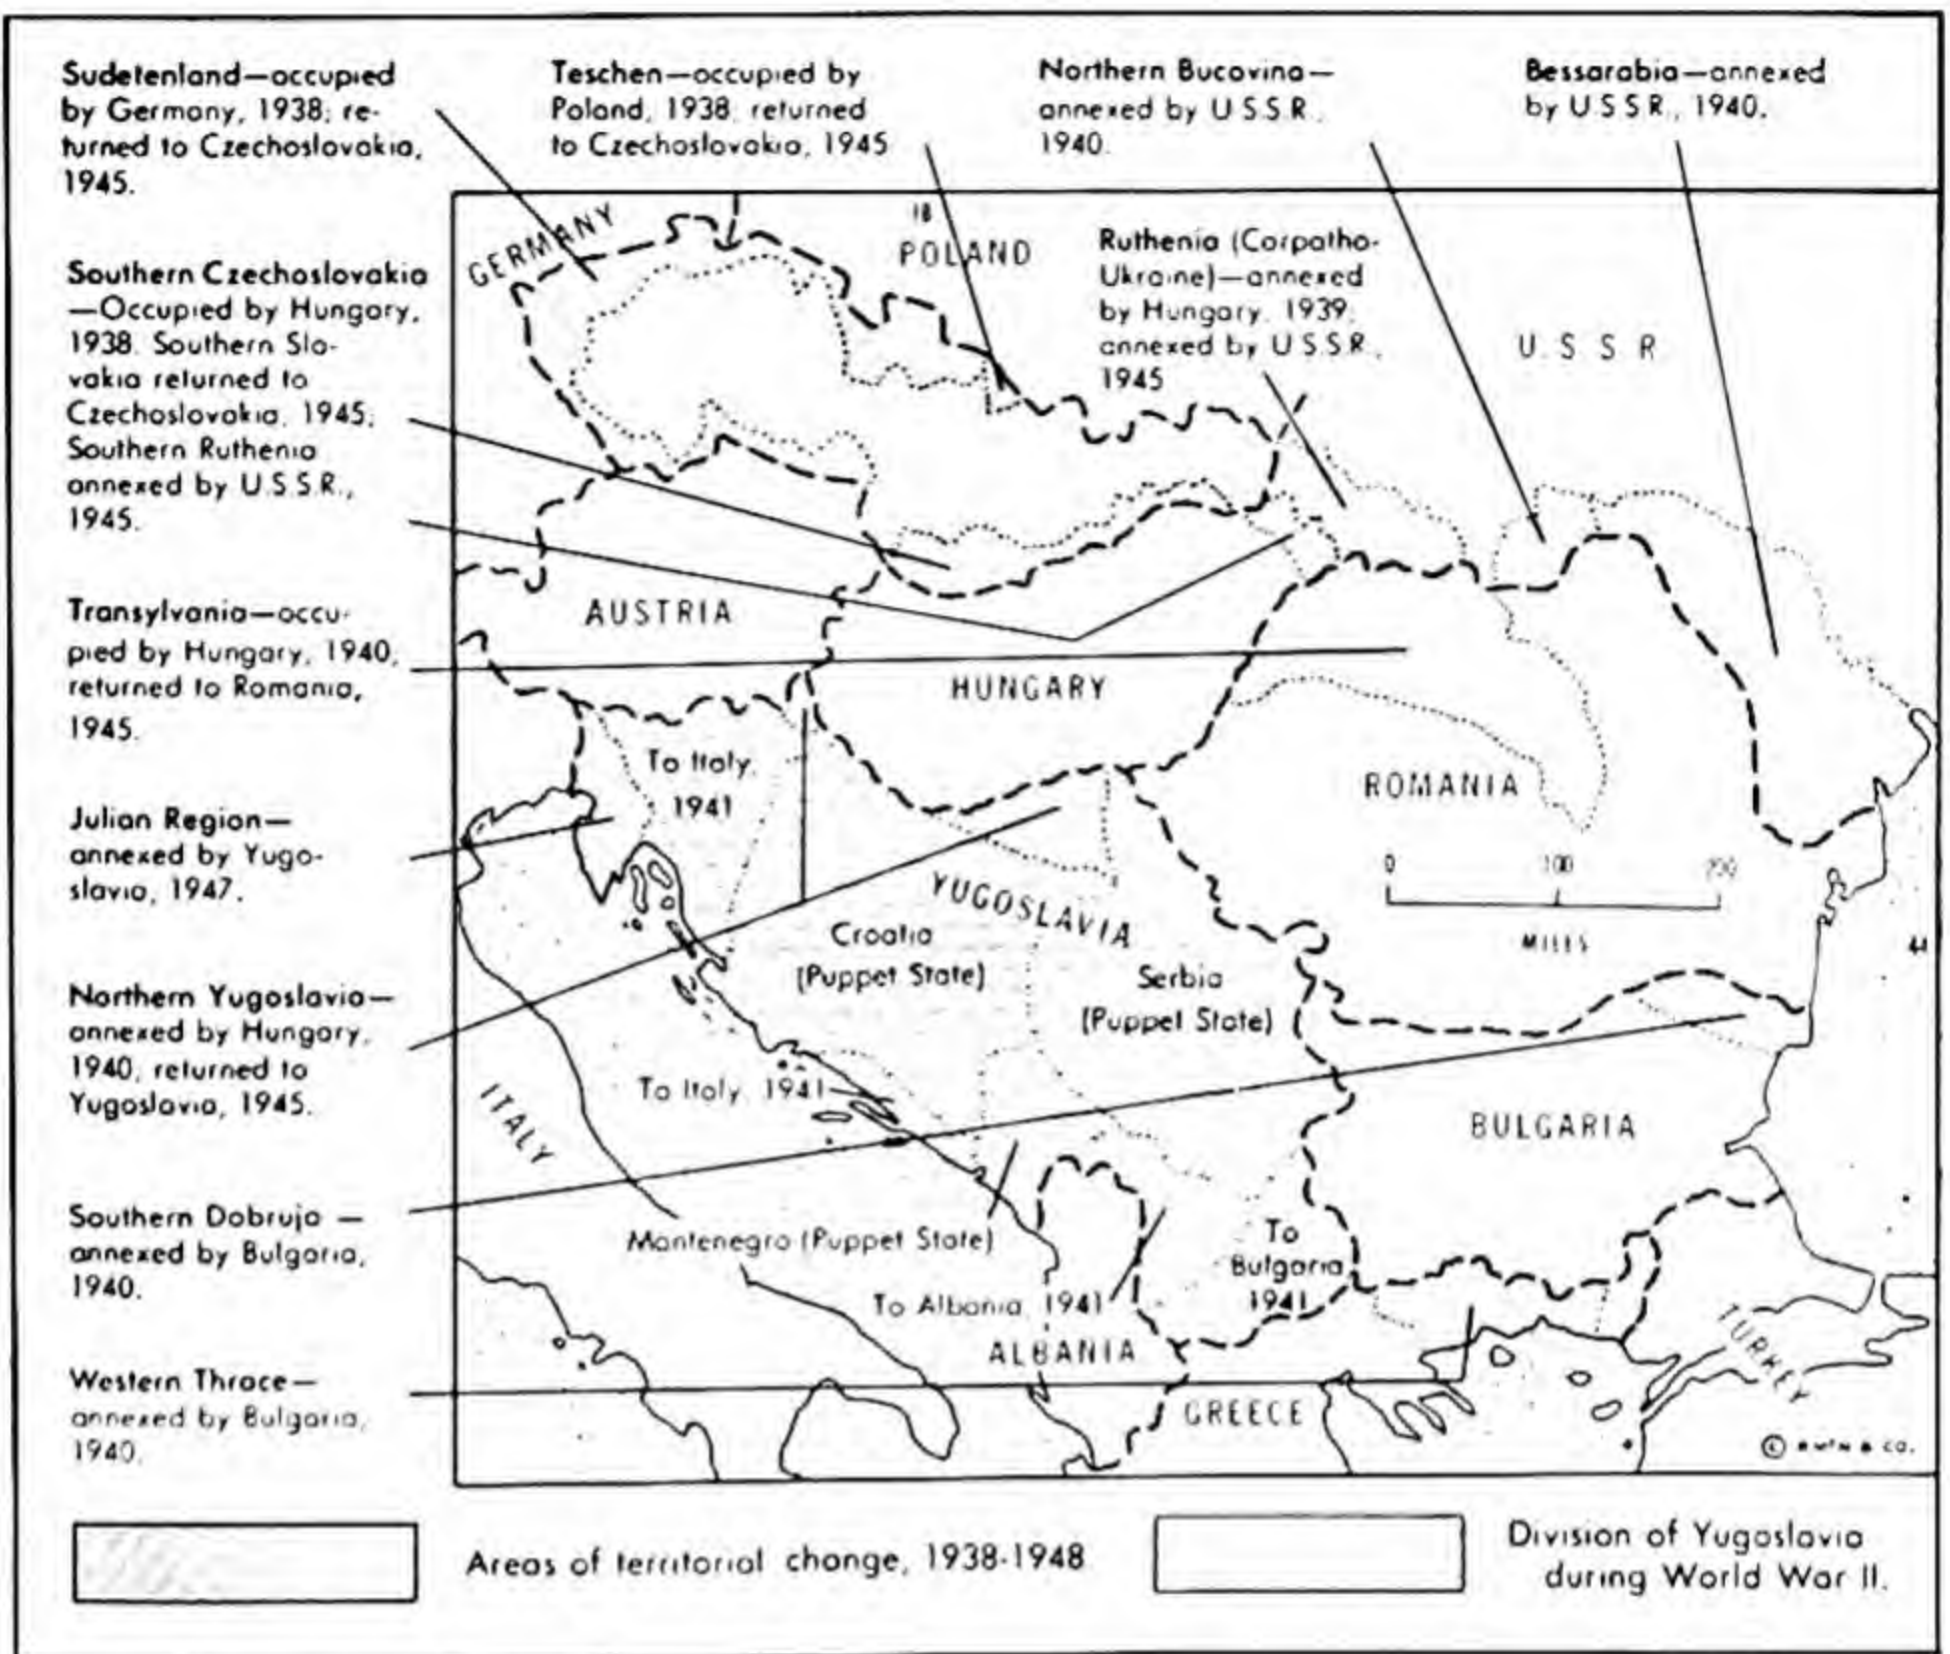 Sudetenland—occupied
by Germany, 1938; re-
turned to Czechoslovakia,
1945.
Teschen—occupied by
Poland, 1938; returned
to Czechoslovakia, 1945
Northern Bucovina—
annexed by U.S.S.R.,
1940.
Bessarabia—annexed
by U.S.S.R., 1940.
Southern Czechoslovakia
—Occupied by Hungary,
1938. Southern Slo-
vakia returned to
Czechoslovakia, 1945;
Southern Ruthenia
annexed by U.S.S.R.,
1945.
Transylvania—occu-
pied by Hungary, 1940,
returned to Romania,
1945.
Julian Region—
annexed by Yugo-
slavia, 1947.
Northern Yugoslavia—
annexed by Hungary,
1940, returned to
Yugoslavia, 1945.
Southern Dobruja —
annexed by Bulgaria,
1940.
Western Thrace—
annexed by Bulgaria,
1940.
GERMANY
18
POLAND
Ruthenia (Carpatho-
Ukraine)—annexed
by Hungary, 1939;
annexed by U.S.S.R.,
1945
U.S.S.R.
AUSTRIA
HUNGARY
To Italy,
1941
ROMANIA
0 100 200
MILES
YUGOSLAVIA
Croatia
(Puppet State)
Serbia
(Puppet State)
44
To Italy, 1941
ITALY
BULGARIA
Montenegro (Puppet State)
To
Bulgaria
1941
To Albania, 1941
ALBANIA
GREECE
TURKEY
Areas of territorial change, 1938-1948
Division of Yugoslavia
during World War II.